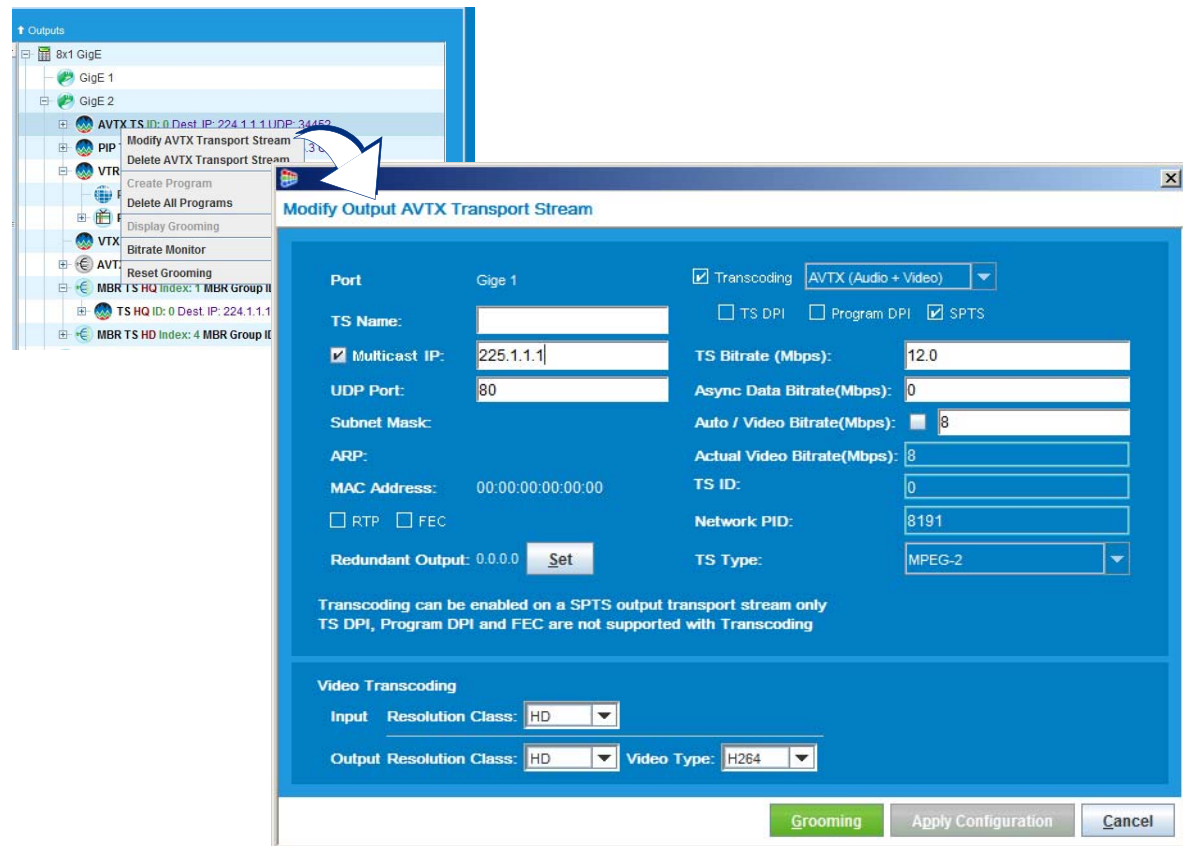 Outputs
8x1 GigE
GigE 1
GigE 2
AVTX TS ID: 0 Dest. IP: 224.1.1.1 UDP: 34452
PIP
VTR
VTX
MBR TS HQ Index: 1 MBR Group
TS HQ ID: 0 Dest. IP: 224.1.1.1
MBR TS HD Index: 4 MBR Group
Modify AVTX Transport Stream
Delete AVTX Transport Stream
Create Program
Delete All Programs
Display Grooming
Bitrate Monitor
Reset Grooming
Modify Output AVTX Transport Stream
Port Gige 1
TS Name:
Multicast IP: 225.1.1.1
UDP Port: 80
Subnet Mask:
ARP:
MAC Address: 00:00:00:00:00:00
RTP FEC
Redundant Output: 0.0.0.0 Set
Transcoding AVTX (Audio + Video)
TS DPI Program DPI SPTS
TS Bitrate (Mbps): 12.0
Async Data Bitrate(Mbps): 0
Auto / Video Bitrate(Mbps): 8
Actual Video Bitrate(Mbps): 8
TS ID: 0
Network PID: 8191
TS Type: MPEG-2
Transcoding can be enabled on a SPTS output transport stream only
TS DPI, Program DPI and FEC are not supported with Transcoding
Video Transcoding
Input Resolution Class: HD
Output Resolution Class: HD Video Type: H264
Grooming Apply Configuration Cancel